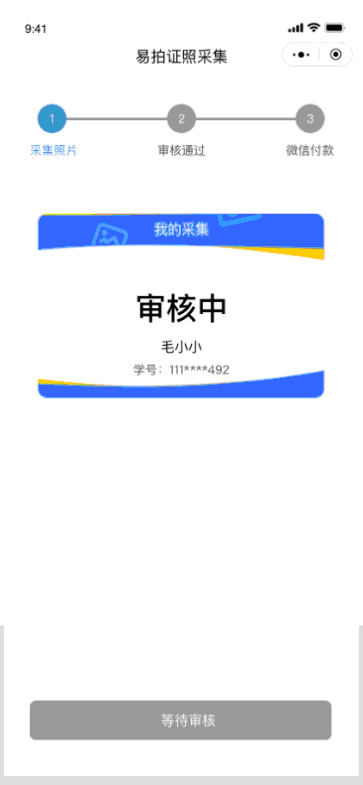 9:41
易拍证照采集
1
2
3
采集照片
审核通过
微信付款
我的采集
审核中
毛小小
学号：111****492
等待审核